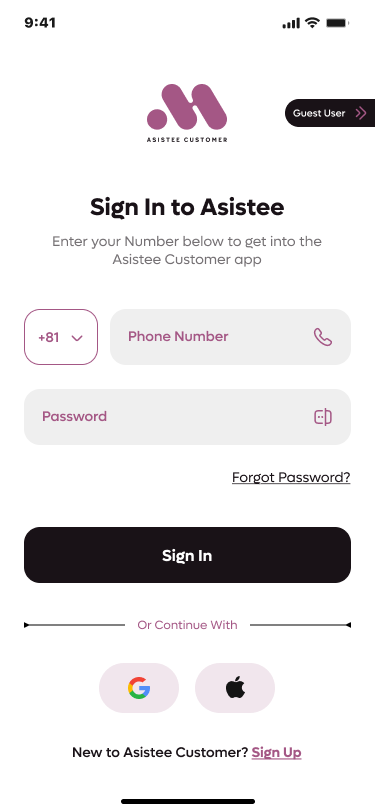 9:41
Guest User
ASISTEE CUSTOMER
Sign In to Asistee
Enter your Number below to get into the
Asistee Customer app
+81
Phone Number
Password
Forgot Password?
Sign In
Or Continue With
New to Asistee Customer? Sign Up